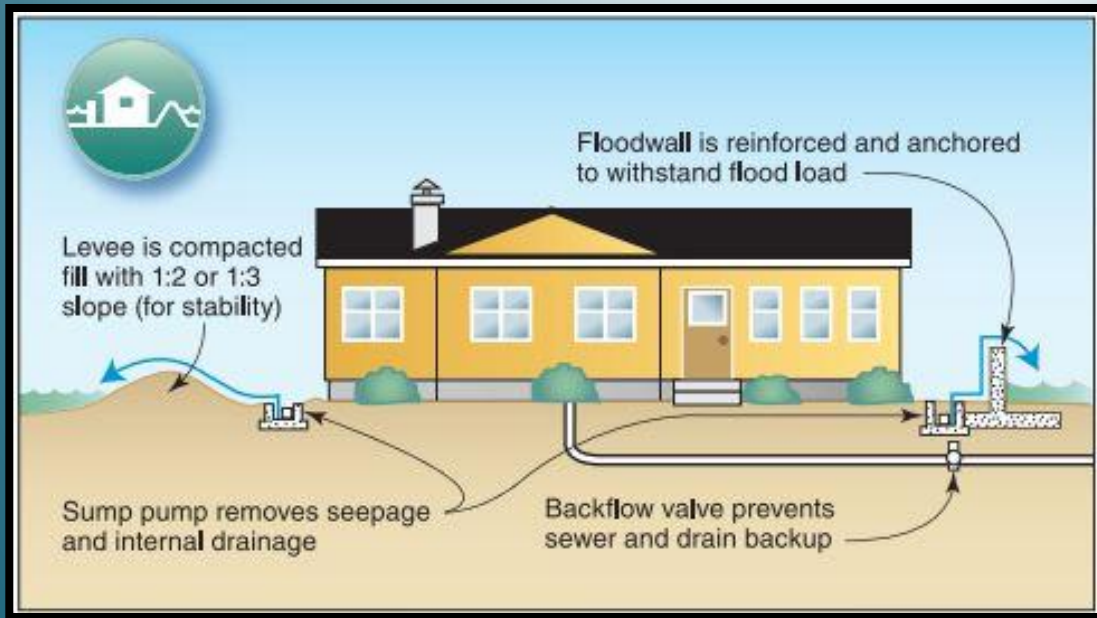 Floodwall is reinforced and anchored
to withstand flood load
Levee is compacted
fill with 1:2 or 1:3
slope (for stability)
Sump pump removes seepage
and internal drainage
Backflow valve prevents
sewer and drain backup